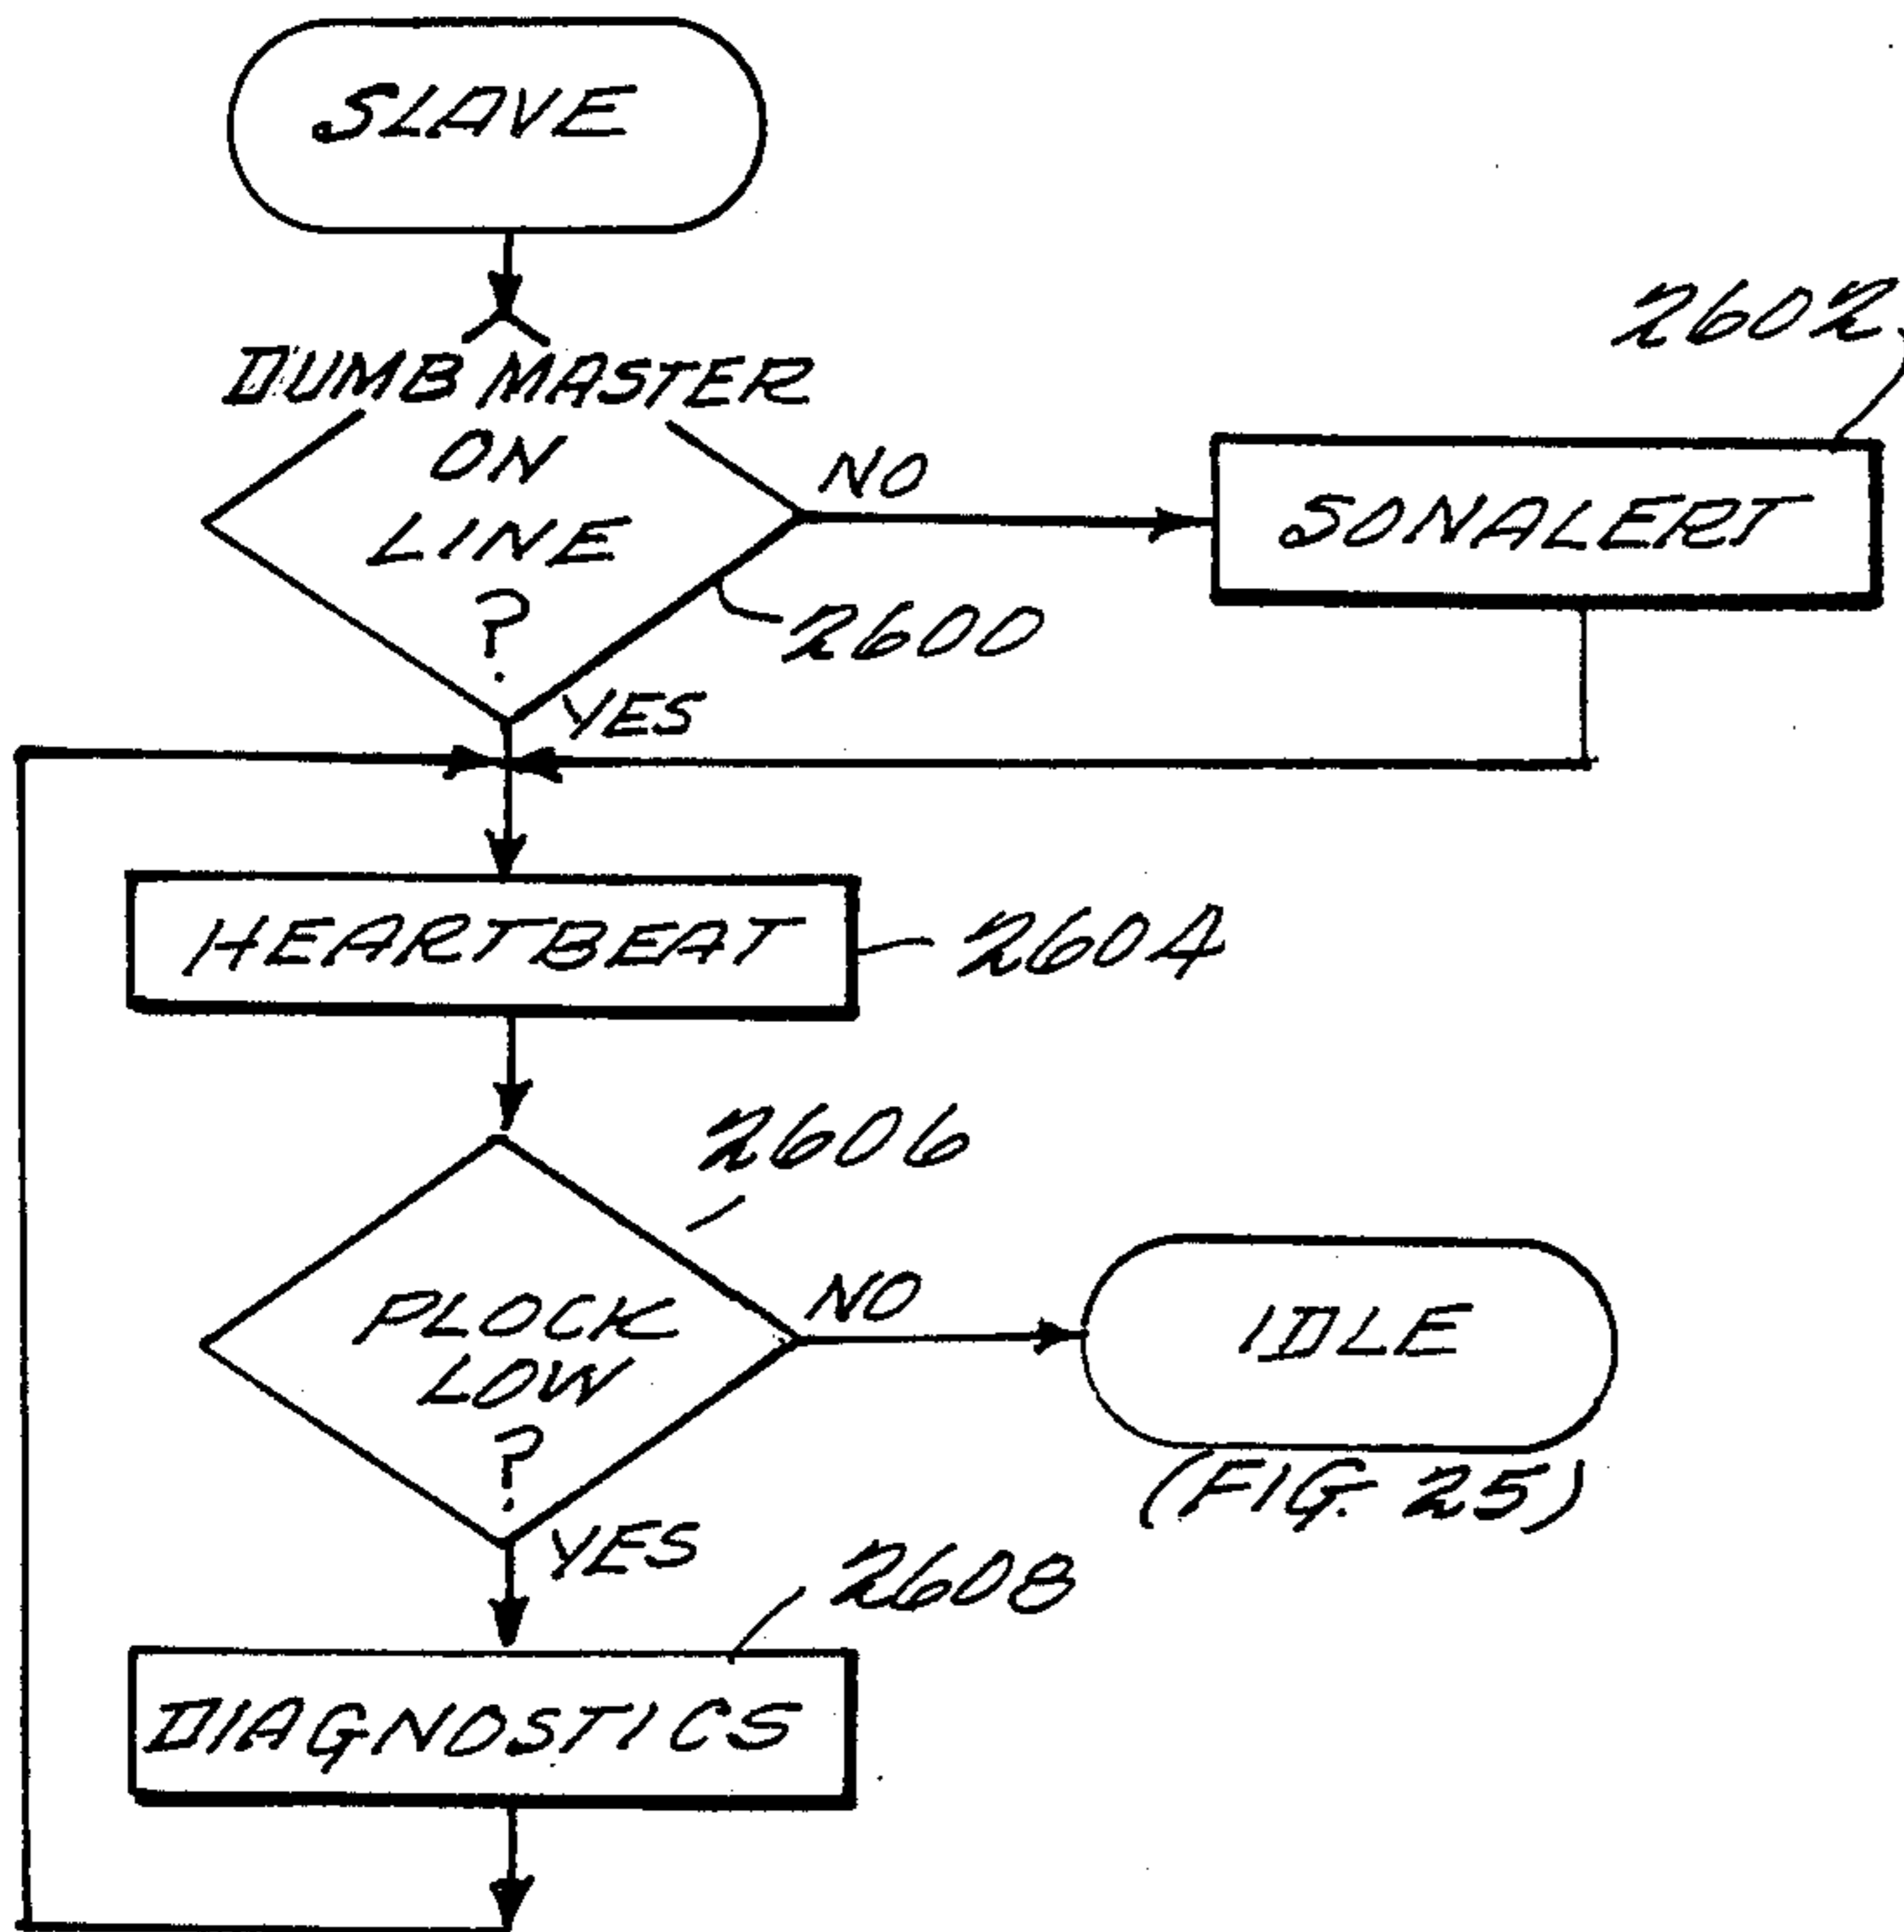 SLAVE
2602
DUMB MASTER
ON
LINE
?
NO
SONALERT
2600
YES
HEARTBEAT
2604
2606
PLOCK
LOW
?
NO
IDLE
(FIG. 25)
YES
2608
DIAGNOSTICS